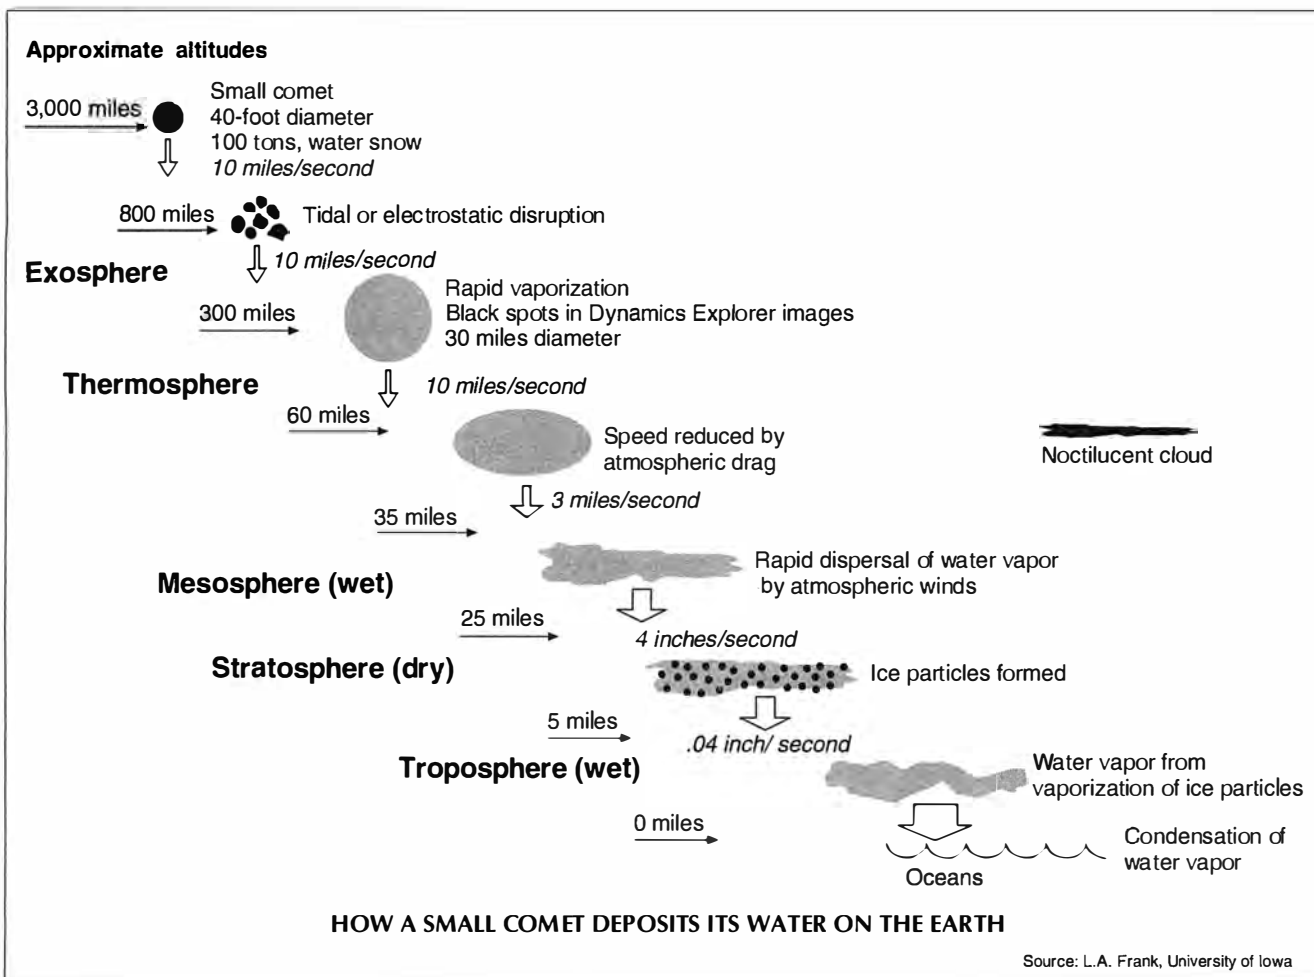 Approximate altitudes
3,000 miles
Small comet
40-foot diameter
100 tons, water snow
10 miles/second
800 miles
Tidal or electrostatic disruption
10 miles/second
Exosphere
300 miles
Rapid vaporization
Black spots in Dynamics Explorer images
30 miles diameter
Thermosphere
10 miles/second
60 miles
Speed reduced by
atmospheric drag
Noctilucent cloud
3 miles/second
35 miles
Rapid dispersal of water vapor
by atmospheric winds
Mesosphere (wet)
25 miles
4 inches/second
Stratosphere (dry)
Ice particles formed
5 miles
.04 inch/ second
Troposphere (wet)
Water vapor from
vaporization of ice particles
0 miles
Condensation of
water vapor
Oceans
HOW A SMALL COMET DEPOSITS ITS WATER ON THE EARTH
Source: L.A. Frank, University of Iowa